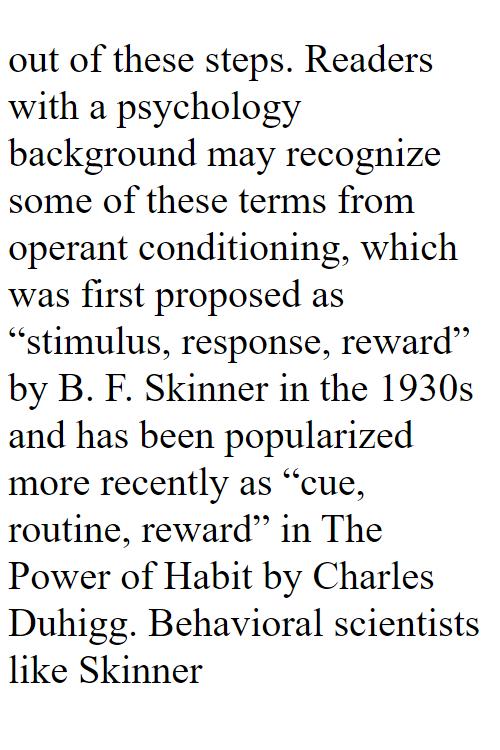 out of these steps. Readers
with a psychology
background may recognize
some of these terms from
operant conditioning, which
was first proposed as
“stimulus, response, reward”
by B. F. Skinner in the 1930s
and has been popularized
more recently as “cue,
routine, reward” in The
Power of Habit by Charles
Duhigg. Behavioral scientists
like Skinner